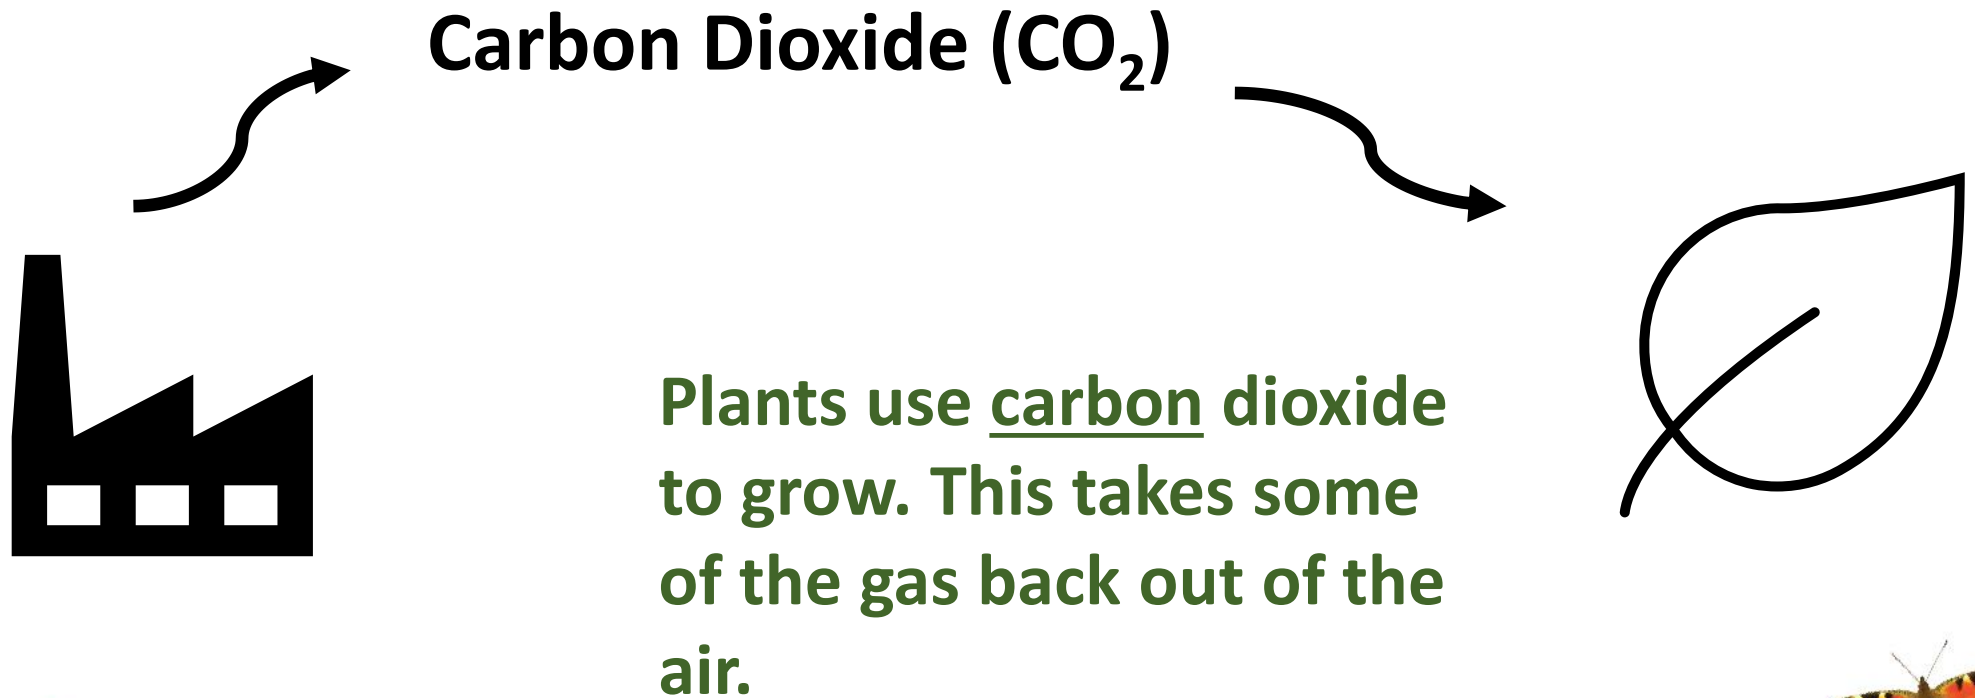 Carbon Dioxide (CO₂)
Plants use carbon dioxide
to grow. This takes some
of the gas back out of the
air.